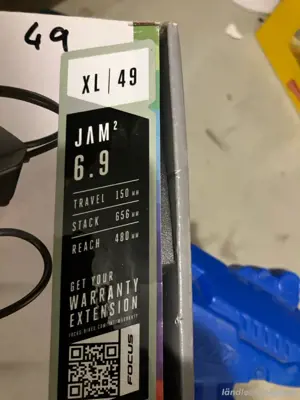 49
XL | 49
JAM²
6.9
TRAVEL 150 MM
STACK 656 MM
REACH 480 MM
GET YOUR
WARRANTY
EXTENSION
FOCUS